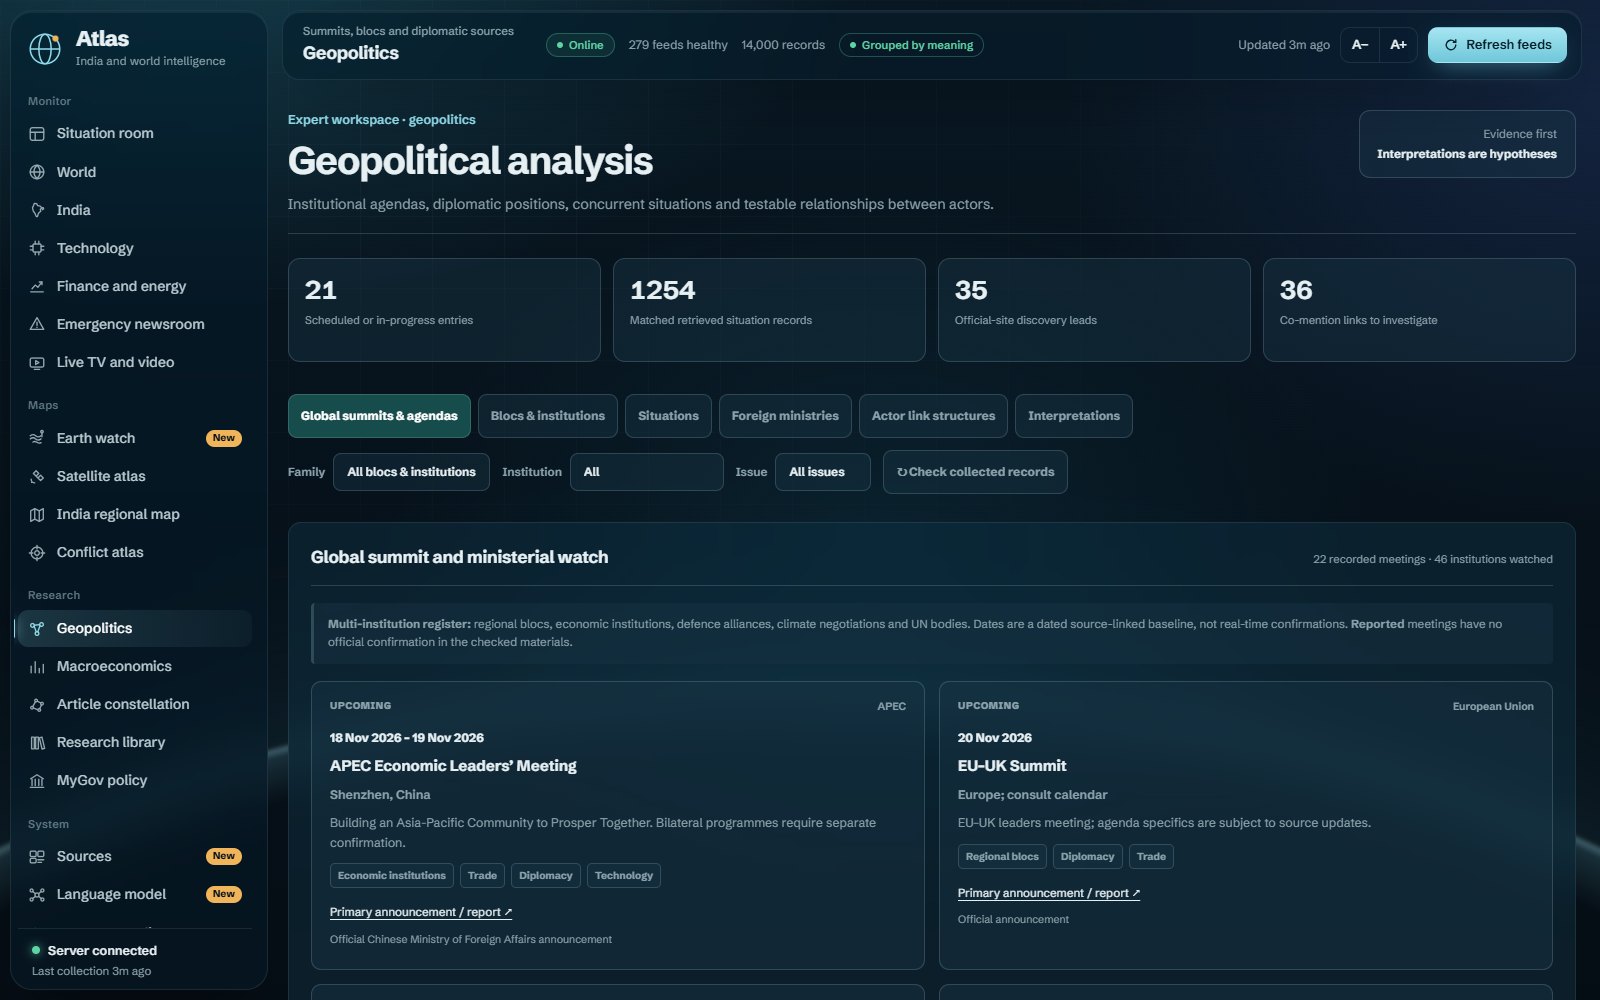 Atlas
India and world intelligence
Monitor
Situation room
World
India
Technology
Finance and energy
Emergency newsroom
Live TV and video
Maps
Earth watch New
Satellite atlas
India regional map
Conflict atlas
Research
Geopolitics
Macroeconomics
Article constellation
Research library
MyGov policy
System
Sources New
Language model New
Server connected
Last collection 3m ago
Summits, blocs and diplomatic sources
Geopolitics
Online
279 feeds healthy
14,000 records
Grouped by meaning
Updated 3m ago
A−
A+
Refresh feeds
Expert workspace · geopolitics
Geopolitical analysis
Institutional agendas, diplomatic positions, concurrent situations and testable relationships between actors.
Evidence first
Interpretations are hypotheses
21
Scheduled or in-progress entries
1254
Matched retrieved situation records
35
Official-site discovery leads
36
Co-mention links to investigate
Global summits & agendas
Blocs & institutions
Situations
Foreign ministries
Actor link structures
Interpretations
Family All blocs & institutions Institution All Issue All issues ↻Check collected records
Global summit and ministerial watch
22 recorded meetings · 46 institutions watched
Multi-institution register: regional blocs, economic institutions, defence alliances, climate negotiations and UN bodies. Dates are a dated source-linked baseline, not real-time confirmations. Reported meetings have no
official confirmation in the checked materials.
UPCOMING APEC
18 Nov 2026 – 19 Nov 2026
APEC Economic Leaders’ Meeting
Shenzhen, China
Building an Asia-Pacific Community to Prosper Together. Bilateral programmes require separate
confirmation.
Economic institutions Trade Diplomacy Technology
Primary announcement / report ↗
Official Chinese Ministry of Foreign Affairs announcement
UPCOMING European Union
20 Nov 2026
EU–UK Summit
Europe; consult calendar
EU-UK leaders meeting; agenda specifics are subject to source updates.
Regional blocs Diplomacy Trade
Primary announcement / report ↗
Official announcement